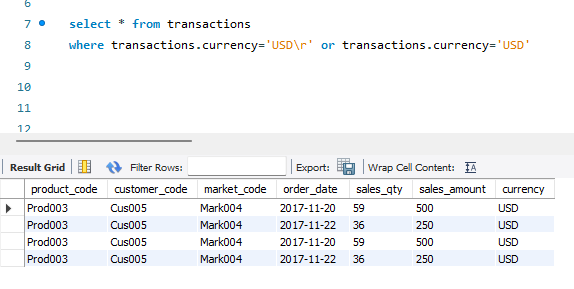 6
7 select * from transactions
8 where transactions.currency='USD\r' or transactions.currency='USD'
9
10
11
12
Result Grid Filter Rows: Export: Wrap Cell Content: IA
product_code customer_code market_code order_date sales_qty sales_amount currency
Prod003 Cus005 Mark004 2017-11-20 59 500 USD
Prod003 Cus005 Mark004 2017-11-22 36 250 USD
Prod003 Cus005 Mark004 2017-11-20 59 500 USD
Prod003 Cus005 Mark004 2017-11-22 36 250 USD